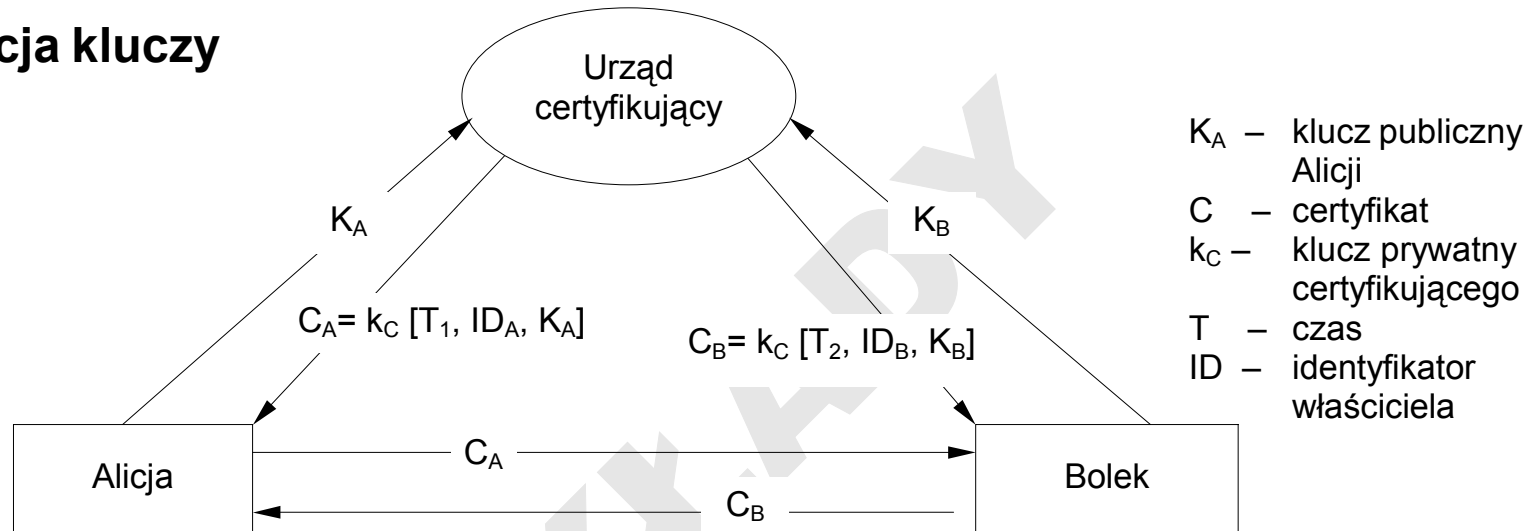 cja kluczy
Urząd
certyfikujący
K_A
K_B
C_A= k_C [T_1, ID_A, K_A]
C_B= k_C [T_2, ID_B, K_B]
Alicja
C_A
C_B
Bolek
K_A – klucz publiczny
Alicji
C – certyfikat
k_C – klucz prywatny
certyfikującego
T – czas
ID – identyfikator
właściciela